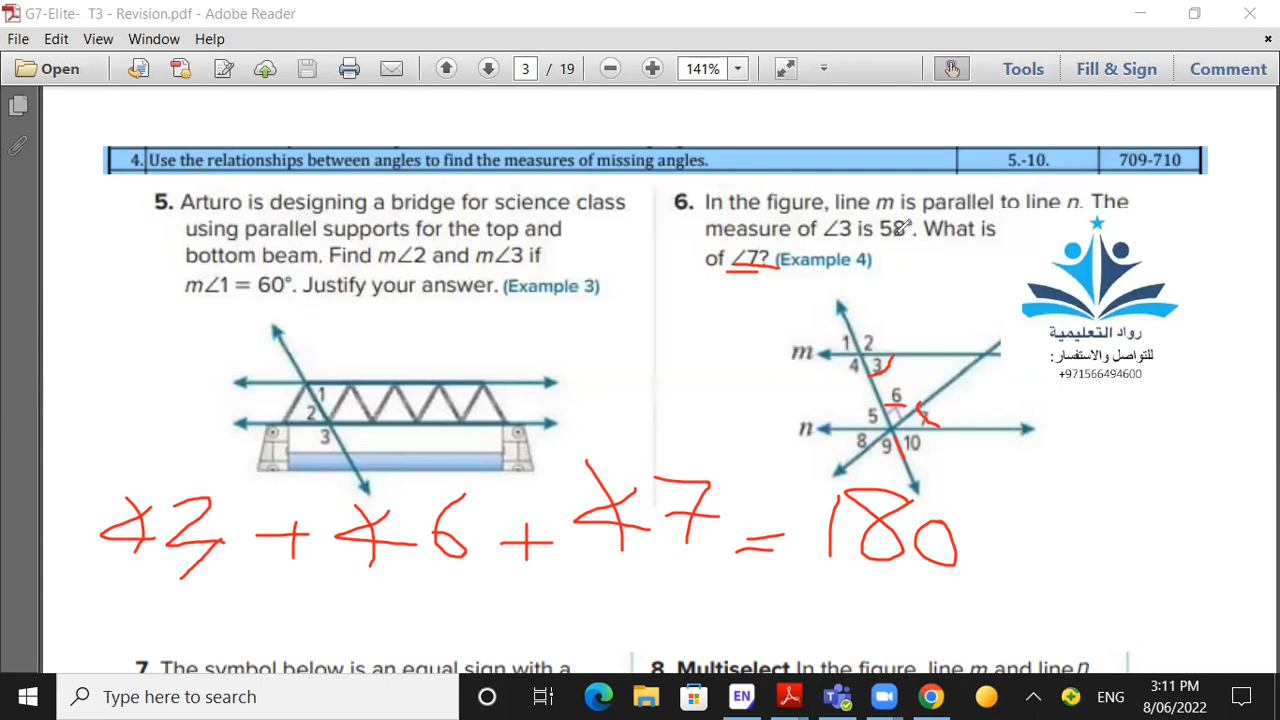 G7-Elite- T3 - Revision.pdf - Adobe Reader
File Edit View Window Help
Open 3 / 19 141% Tools Fill & Sign Comment
4. Use the relationships between angles to find the measures of missing angles. 5.-10. 709-710
5. Arturo is designing a bridge for science class
using parallel supports for the top and
bottom beam. Find m∠2 and m∠3 if
m∠1 = 60°. Justify your answer. (Example 3)
1
2
3
6. In the figure, line m is parallel to line n. The
measure of ∠3 is 58°. What is
of ∠7? (Example 4)
1 2
m
4 3
6
5 7
n
8 9 10
رواد التعليمية
للتواصل والاستفسار:
+971566494600
∠3 + ∠6 + ∠7 = 180
7. The symbol below is an equal sign with a
8. Multiselect In the figure, line m and line n
Type here to search
EN
ENG
3:11 PM
8/06/2022